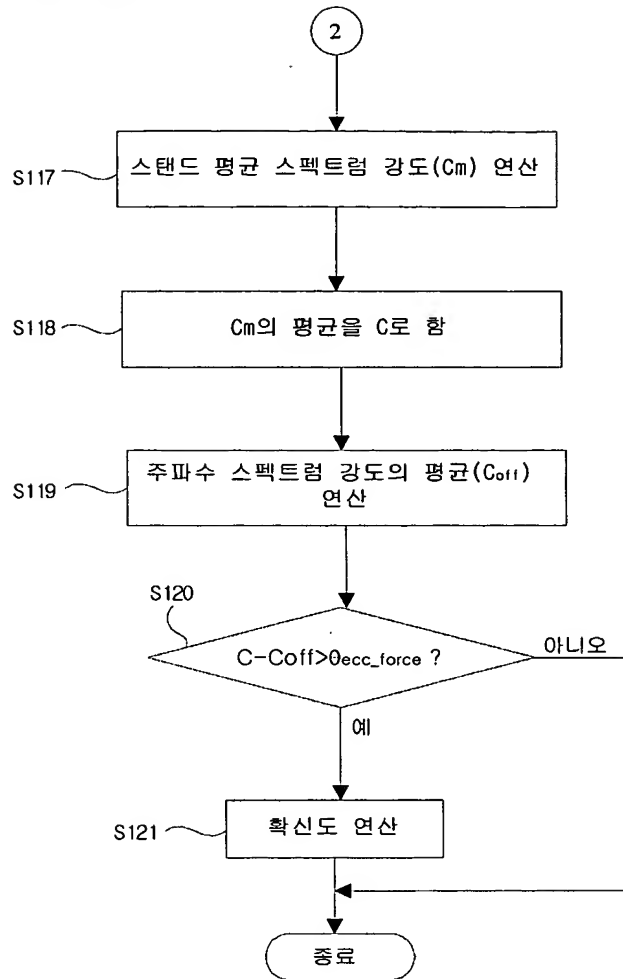 2
S117
스탠드 평균 스펙트럼 강도(Cm) 연산
S118
Cm의 평균을 C로 함
S119
주파수 스펙트럼 강도의 평균(Coff)
연산
S120
C-Coff>θecc_force ?
아니오
예
S121
확신도 연산
종료